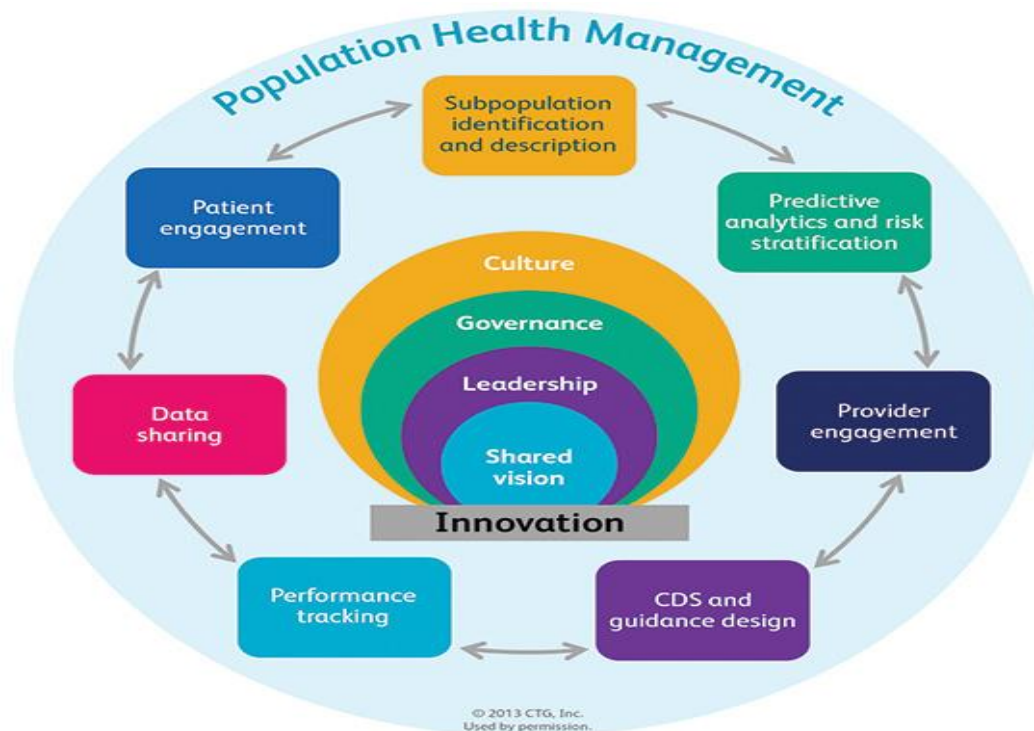 Population Health Management
Subpopulation
identification
and description
Patient
engagement
Predictive
analytics and risk
stratification
Culture
Governance
Leadership
Shared
vision
Innovation
Data
sharing
Provider
engagement
Performance
tracking
CDS and
guidance design
© 2013 CTG, Inc.
Used by permission.